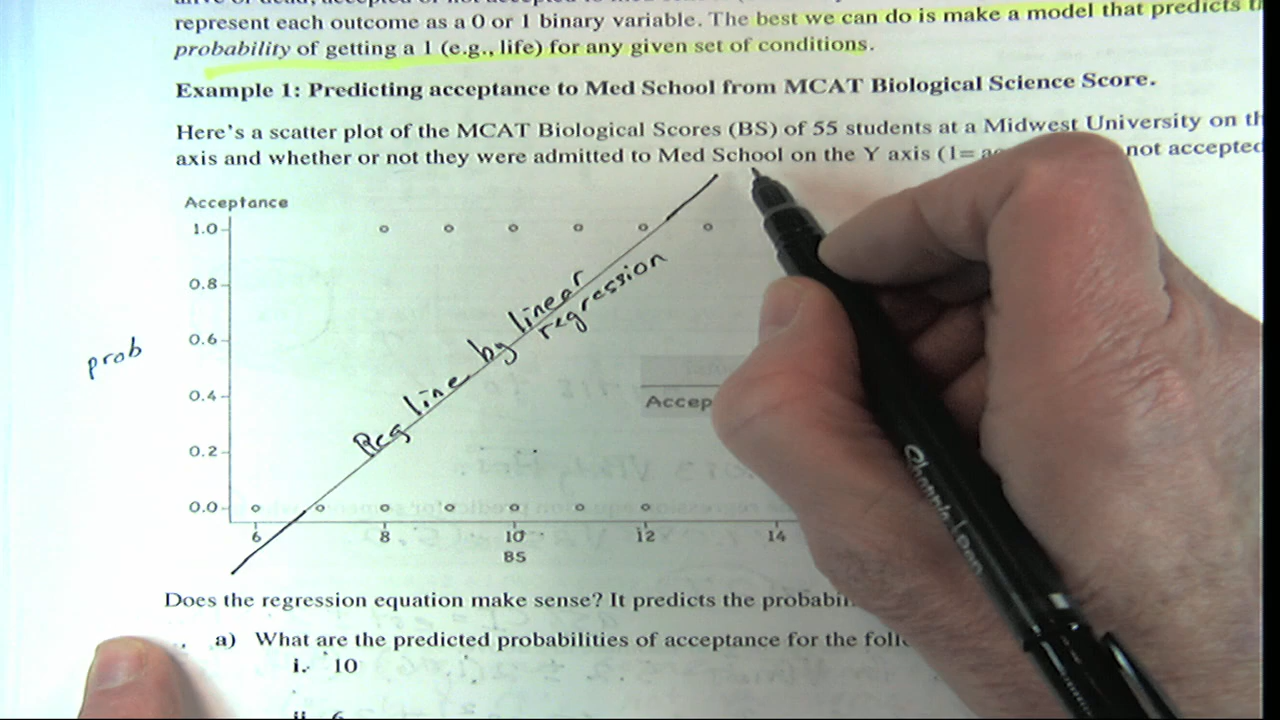 represent each outcome as a 0 or 1 binary variable. The best we can do is make a model that predicts
probability of getting a 1 (e.g., life) for any given set of conditions.
Example 1: Predicting acceptance to Med School from MCAT Biological Science Score.
Here's a scatter plot of the MCAT Biological Scores (BS) of 55 students at a Midwest University on
axis and whether or not they were admitted to Med School on the Y axis (1= not accepted
Acceptance
1.0
0.8
0.6
0.4
0.2
0.0
prob
Reg line by linear
regression
Accep
6 8 10 12 14
BS
Does the regression equation make sense? It predicts the
a) What are the predicted probabilities of acceptance for the
i. 10
ii. 6
Sharpie Pen